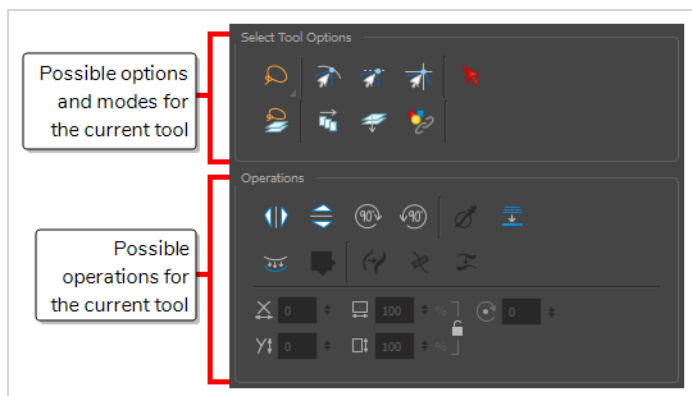 Select Tool Options
Possible options
and modes for
the current tool
Operations
90°
90°
Possible
operations for
the current tool
X 0 100 % 0
Y 0 100 %